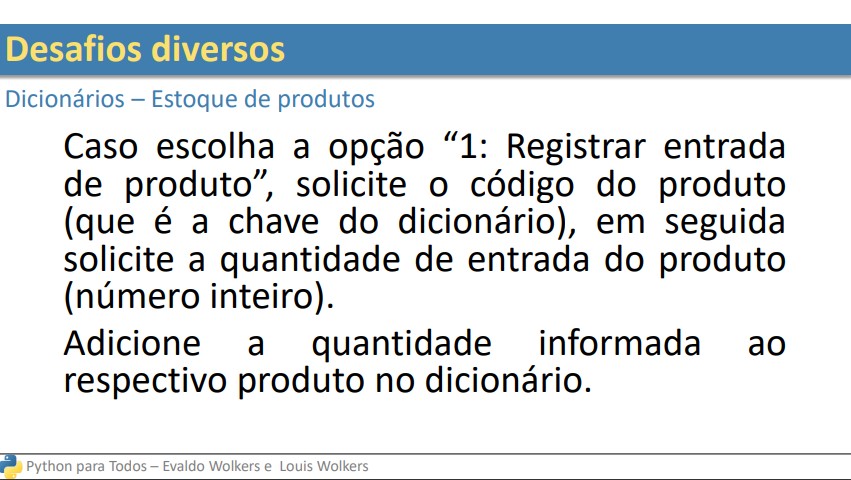 Desafios diversos
Dicionários – Estoque de produtos
Caso escolha a opção “1: Registrar entrada
de produto”, solicite o código do produto
(que é a chave do dicionário), em seguida
solicite a quantidade de entrada do produto
(número inteiro).
Adicione a quantidade informada ao
respectivo produto no dicionário.
Python para Todos – Evaldo Wolkers e Louis Wolkers